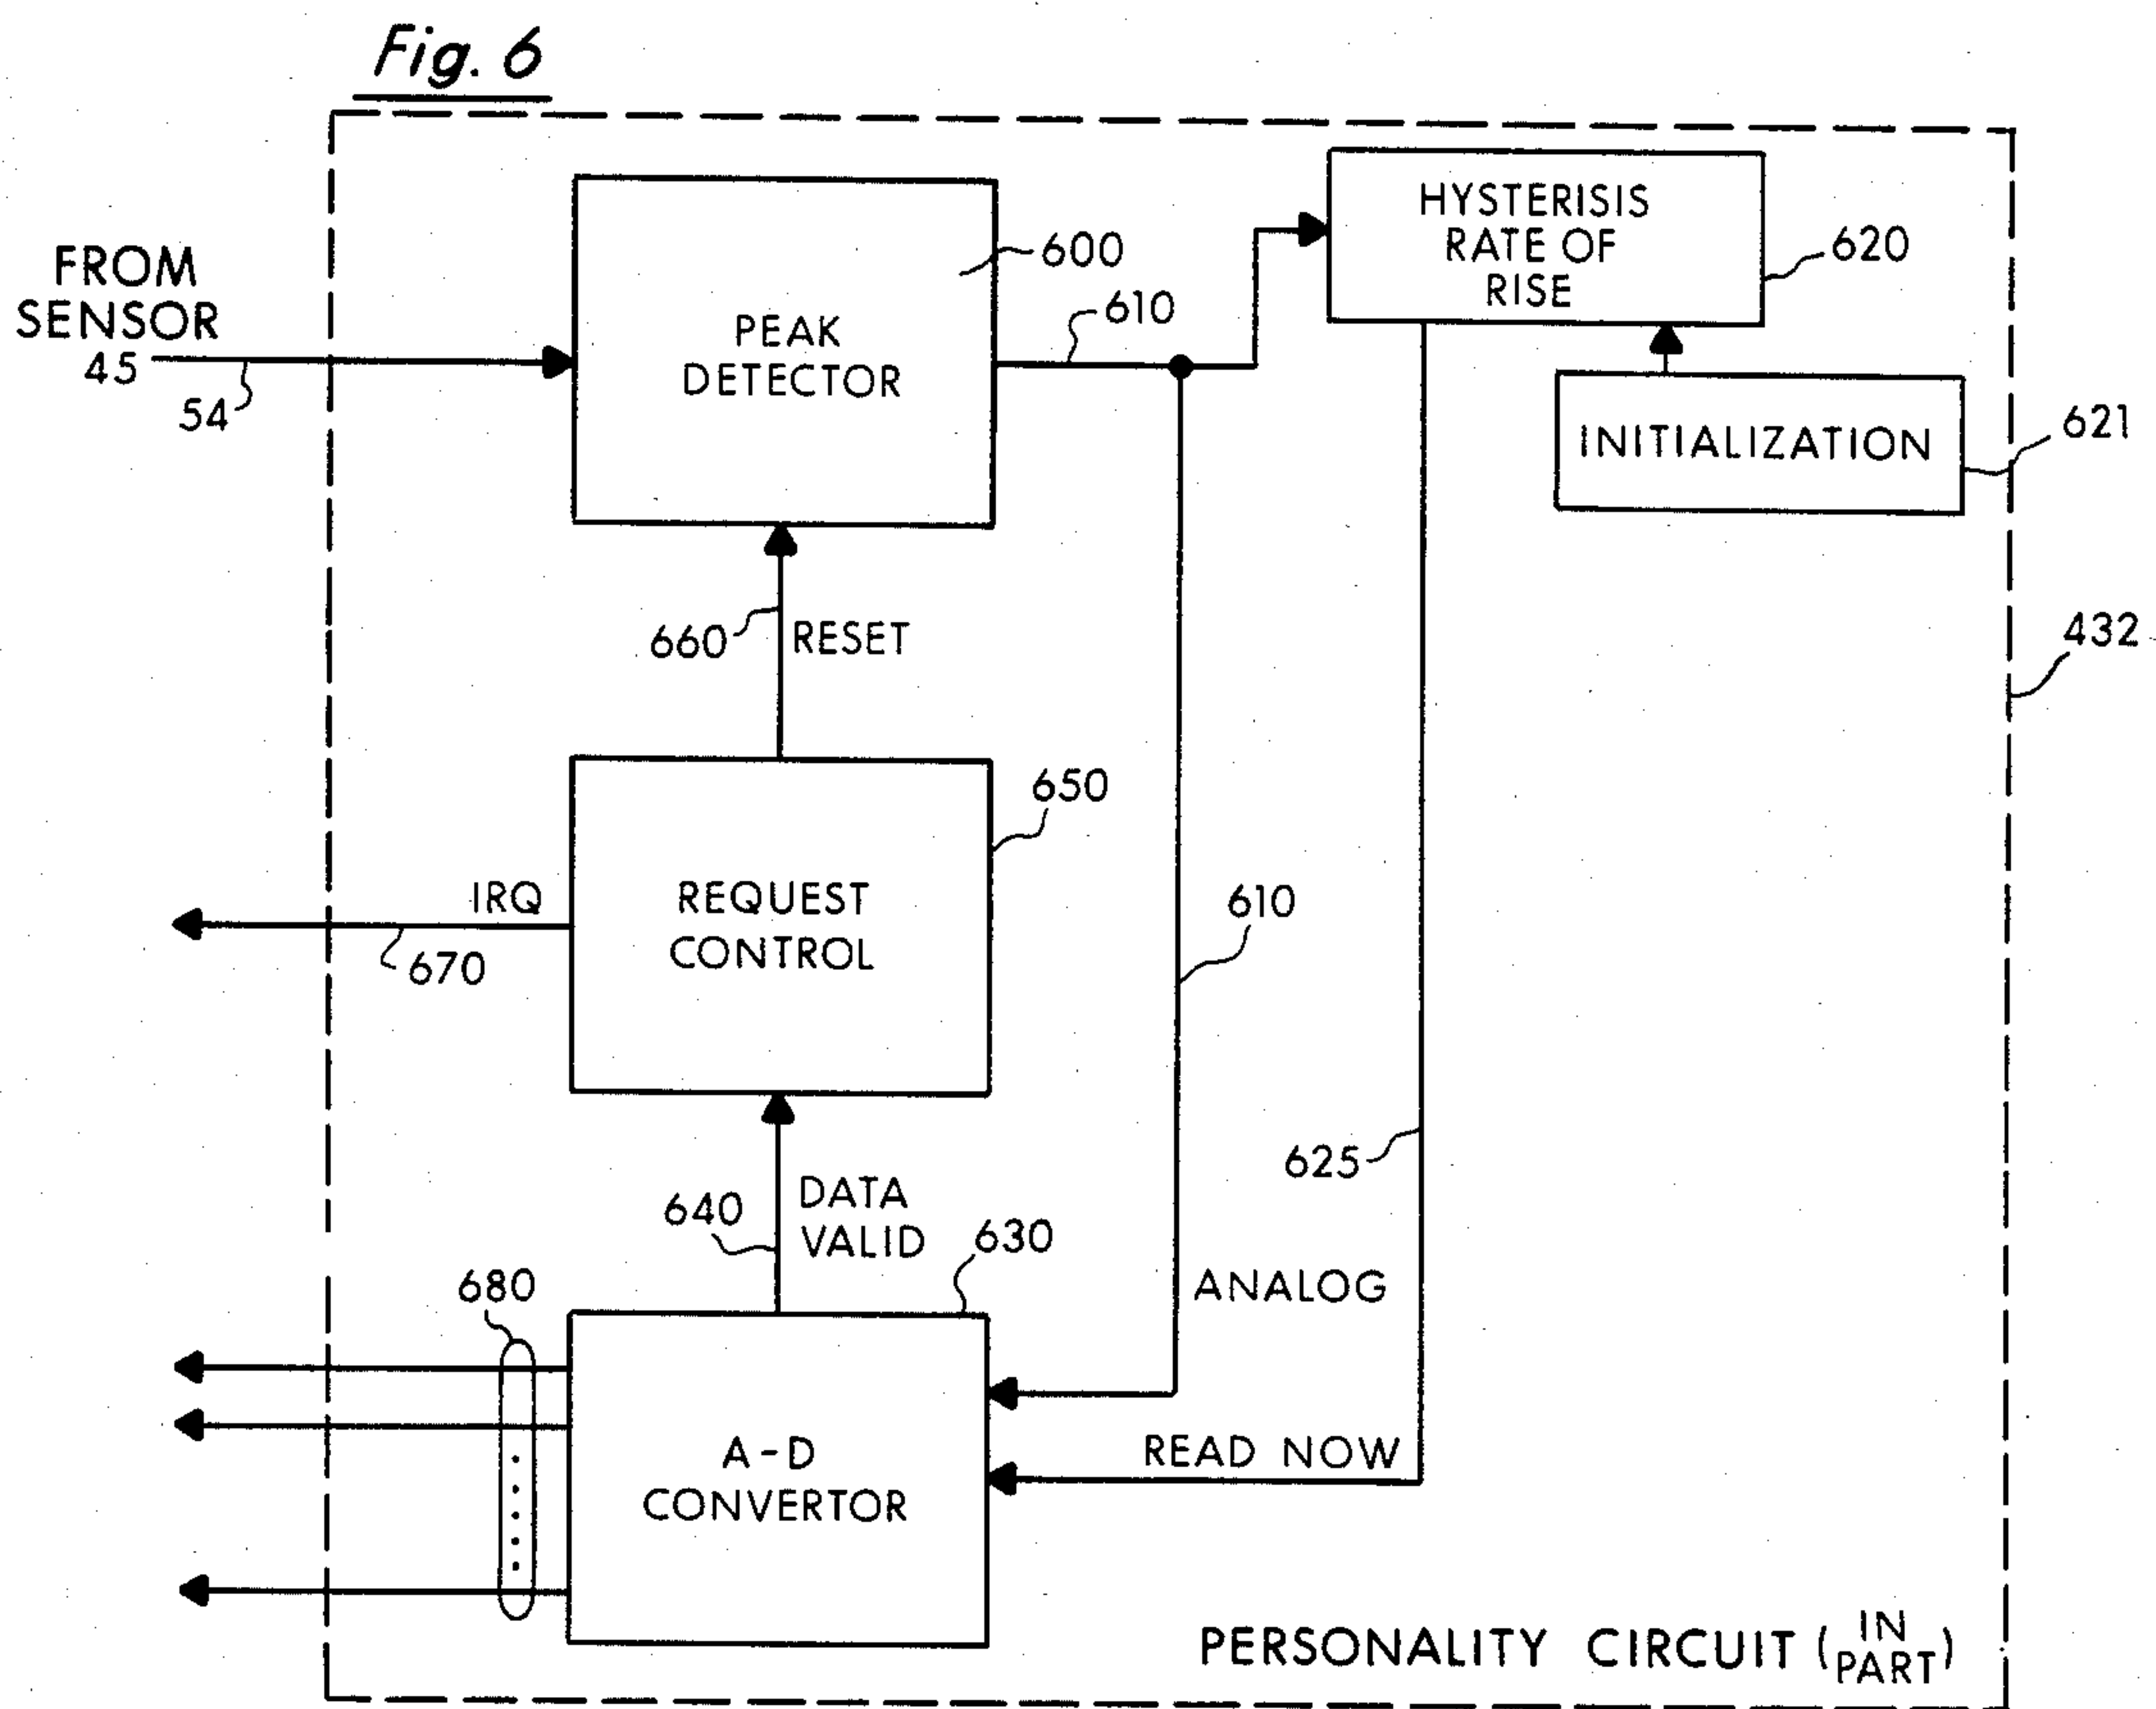 Fig. 6
FROM
SENSOR
45
54
PEAK
DETECTOR
600
610
HYSTERISIS
RATE OF
RISE
620
INITIALIZATION
621
432
660
RESET
650
REQUEST
CONTROL
IRQ
670
610
625
640
DATA
VALID
630
680
ANALOG
A-D
CONVERTOR
READ NOW
PERSONALITY CIRCUIT (IN PART)